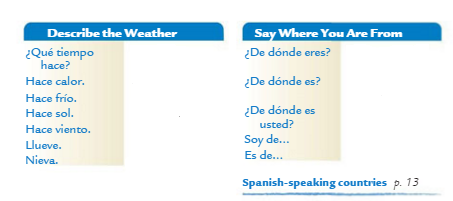 Describe the Weather
¿Qué tiempo
hace?
Hace calor.
Hace frío.
Hace sol.
Hace viento.
Llueve.
Nieva.
Say Where You Are From
¿De dónde eres?
¿De dónde es?
¿De dónde es
usted?
Soy de...
Es de...
Spanish-speaking countries p. 13